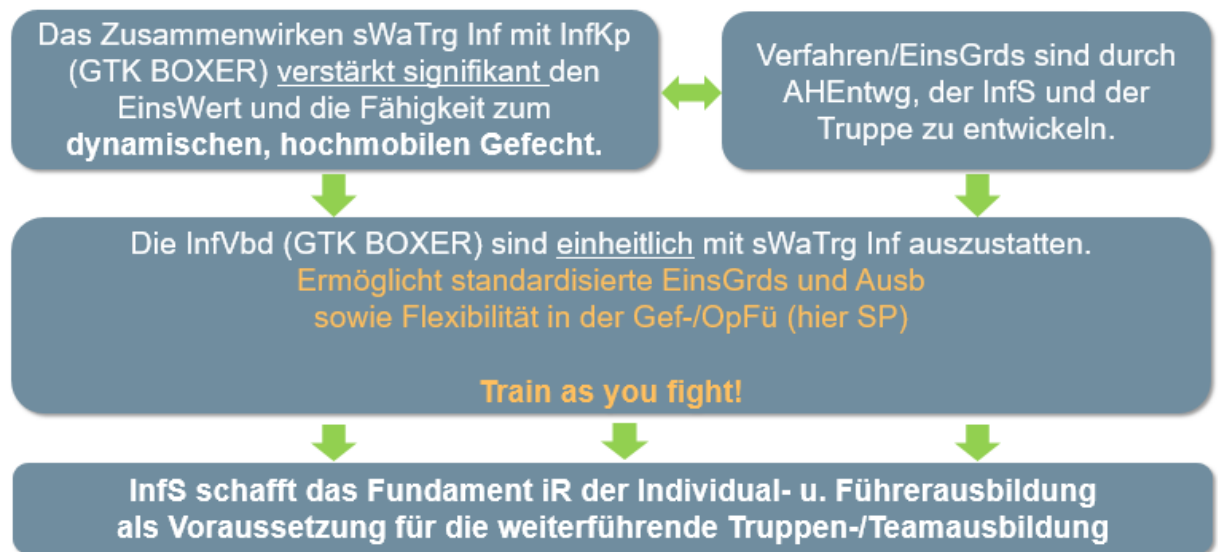 Das Zusammenwirken sWaTrg Inf mit InfKp
(GTK BOXER) verstärkt signifikant den
EinsWert und die Fähigkeit zum
dynamischen, hochmobilen Gefecht.
Verfahren/EinsGrds sind durch
AHEntwg, der InfS und der
Truppe zu entwickeln.
Die InfVbd (GTK BOXER) sind einheitlich mit sWaTrg Inf auszustatten.
Ermöglicht standardisierte EinsGrds und Ausb
sowie Flexibilität in der Gef-/OpFü (hier SP)
Train as you fight!
InfS schafft das Fundament iR der Individual- u. Führerausbildung
als Voraussetzung für die weiterführende Truppen-/Teamausbildung